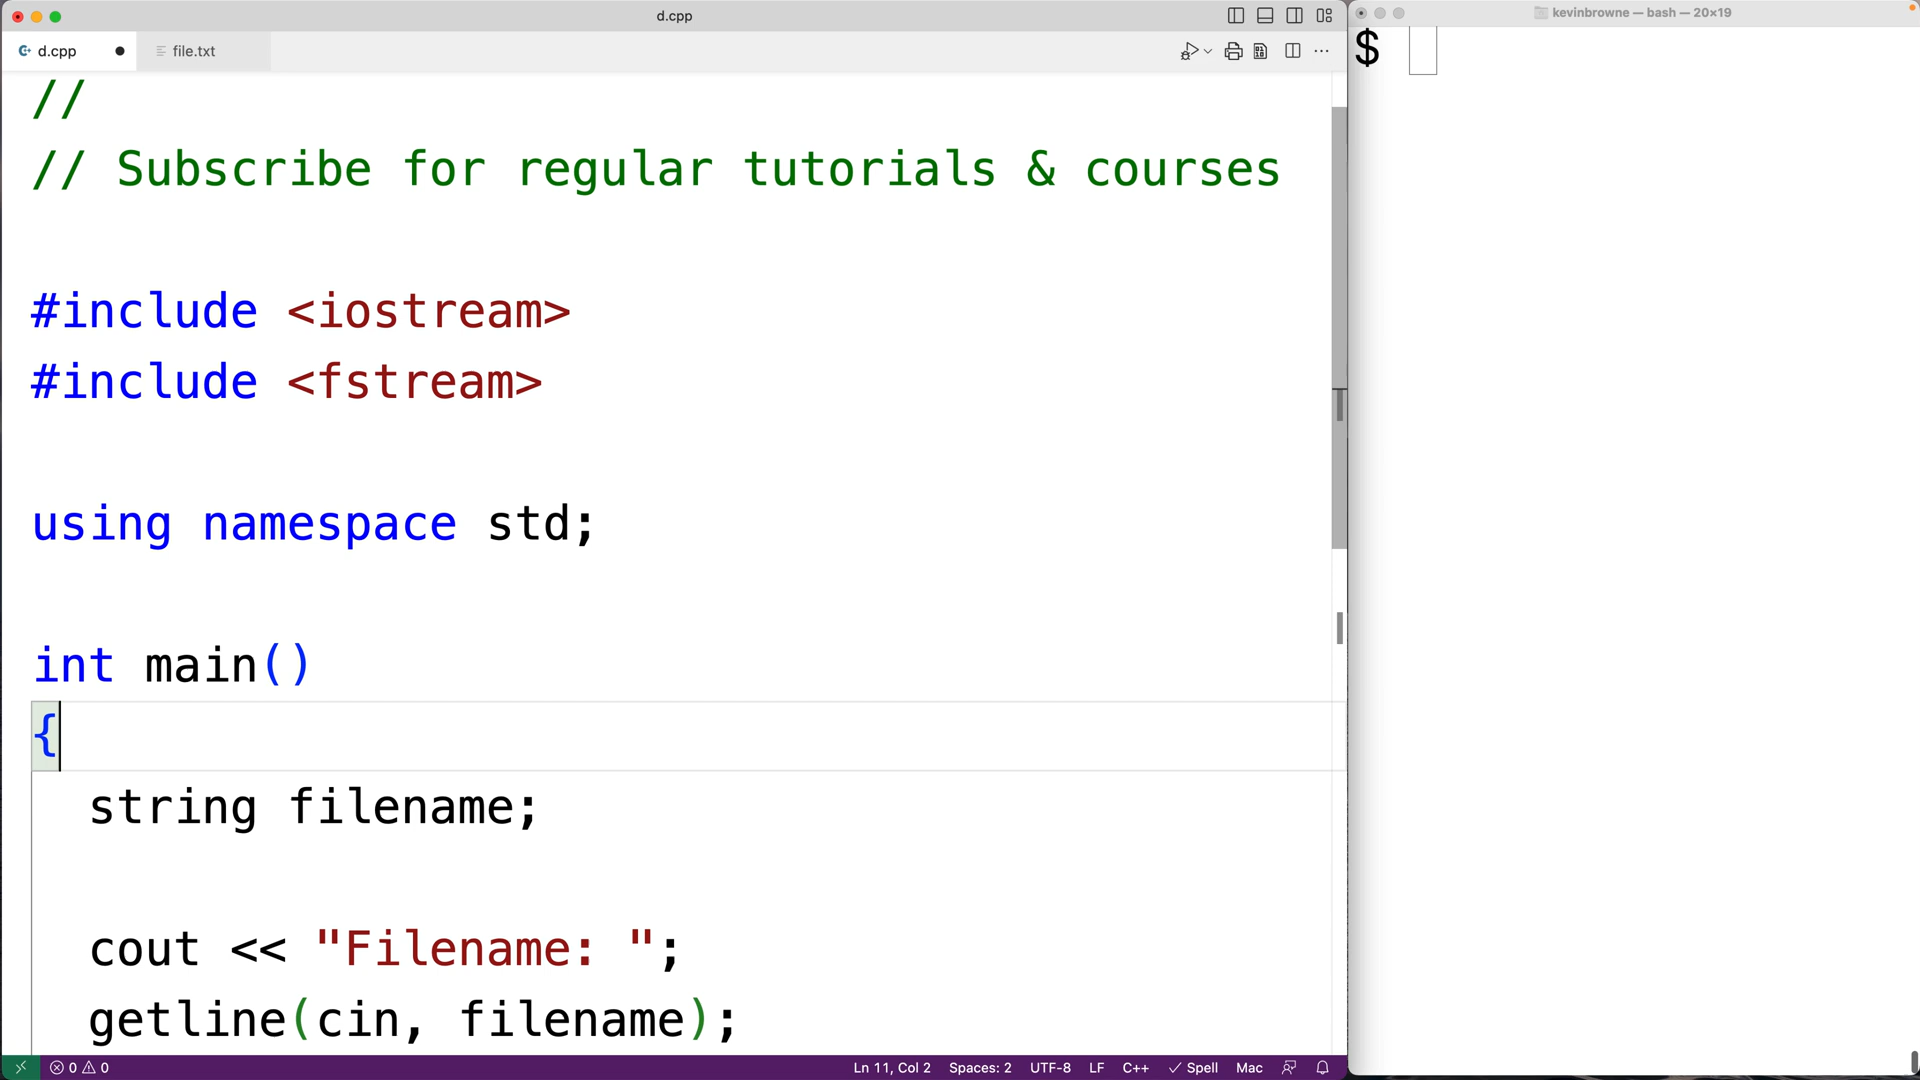 d.cpp
kevinbrowne — bash — 20×19
d.cpp
file.txt
$
//
// Subscribe for regular tutorials & courses
#include <iostream>
#include <fstream>
using namespace std;
int main()
{
string filename;
cout << "Filename: ";
getline(cin, filename);
0 0 Ln 11, Col 2 Spaces: 2 UTF-8 LF C++ Spell Mac